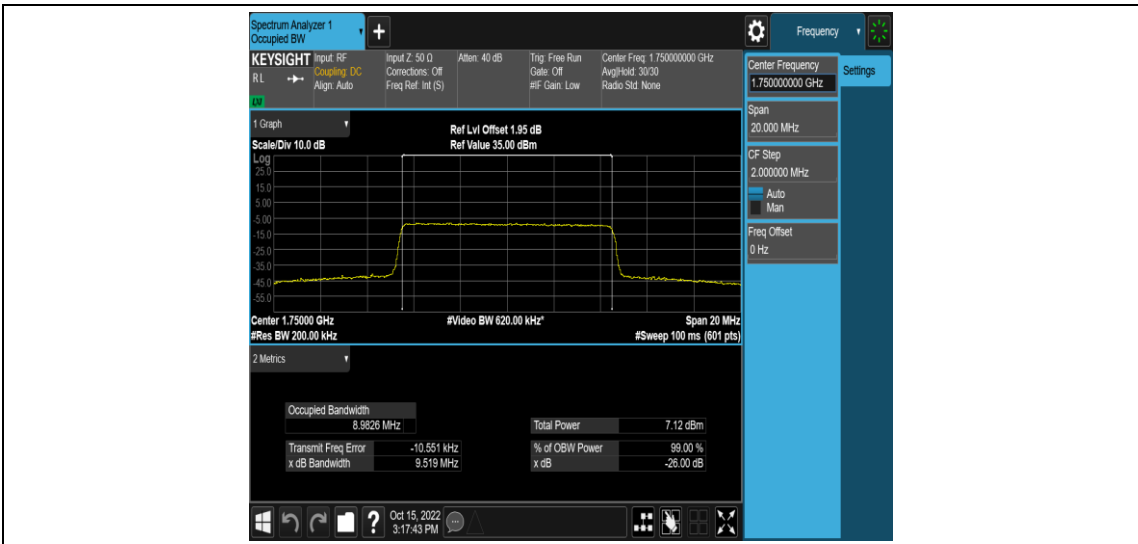 Spectrum Analyzer 1
Occupied BW
+
Frequency
KEYSIGHT
RL
LNI
Input: RF
Coupling: DC
Align: Auto
Input Z: 50 Ω
Corrections: Off
Freq Ref: Int (S)
Atten: 40 dB
Trig: Free Run
Gate: Off
#IF Gain: Low
Center Freq: 1.750000000 GHz
Avg|Hold: 30/30
Radio Std: None
Center Frequency
1.750000000 GHz
Settings
Span
20.000 MHz
CF Step
2.000000 MHz
Auto
Man
Freq Offset
0 Hz
1 Graph
Scale/Div 10.0 dB
Ref Lvl Offset 1.95 dB
Ref Value 35.00 dBm
Log
25.0
15.0
5.00
-5.00
-15.0
-25.0
-35.0
-45.0
-55.0
Center 1.75000 GHz
#Video BW 620.00 kHz*
Span 20 MHz
#Res BW 200.00 kHz
#Sweep 100 ms (601 pts)
2 Metrics
Occupied Bandwidth
8.9826 MHz
Total Power 7.12 dBm
Transmit Freq Error -10.551 kHz
% of OBW Power 99.00 %
x dB Bandwidth 9.519 MHz
x dB -26.00 dB
?
Oct 15, 2022
3:17:43 PM